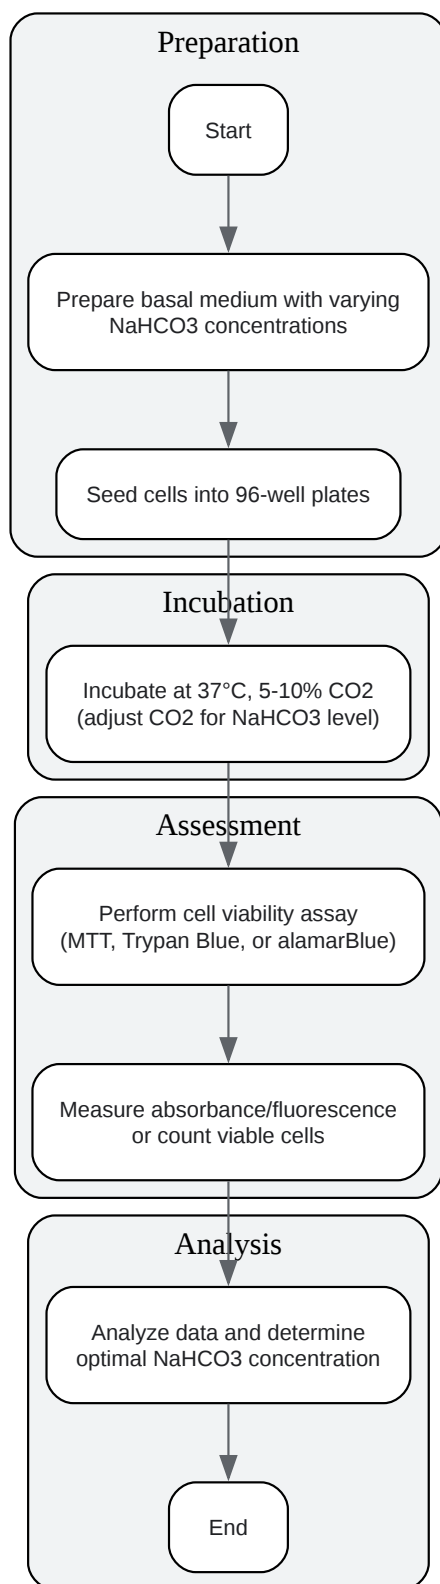 Preparation
Start
Prepare basal medium with varying
NaHCO3 concentrations
Seed cells into 96-well plates
Incubation
Incubate at 37°C, 5-10% CO2
(adjust CO2 for NaHCO3 level)
Assessment
Perform cell viability assay
(MTT, Trypan Blue, or alamarBlue)
Measure absorbance/fluorescence
or count viable cells
Analysis
Analyze data and determine
optimal NaHCO3 concentration
End